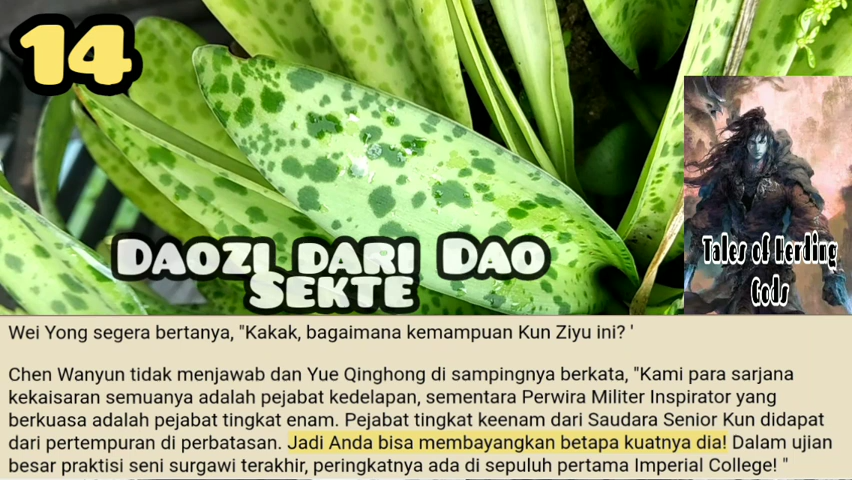 14
DAOZI DARI DAO
SEKTE
Tales of Herding
Gods
Wei Yong segera bertanya, "Kakak, bagaimana kemampuan Kun Ziyu ini? '
Chen Wanyun tidak menjawab dan Yue Qinghong di sampingnya berkata, "Kami para sarjana
kekaisaran semuanya adalah pejabat kedelapan, sementara Perwira Militer Inspirator yang
berkuasa adalah pejabat tingkat enam. Pejabat tingkat keenam dari Saudara Senior Kun didapat
dari pertempuran di perbatasan. Jadi Anda bisa membayangkan betapa kuatnya dia! Dalam ujian
besar praktisi seni surgawi terakhir, peringkatnya ada di sepuluh pertama Imperial College! "